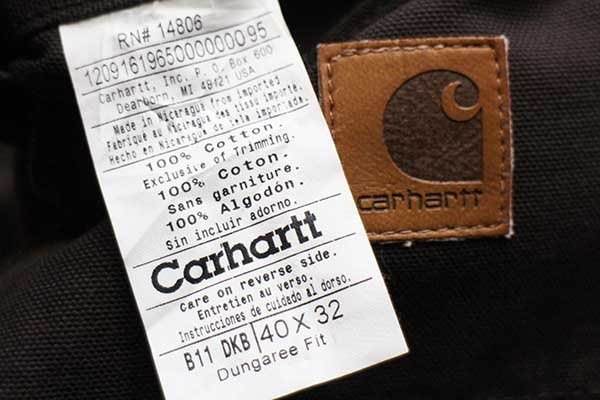 RN# 14806
1209161965000000095
Carhartt, Inc. P.O. Box 600
Dearborn, MI 48121 USA
Made in Nicaragua from imported
Fabriqué au Nicaragua des tissu importe.
Hecho en Nicaragua de tela importada.
100% Cotton.
Exclusive of Trimming.
100% Coton.
Sans garniture.
100% Algodón.
Sin incluir adorno.
Carhartt
Care on reverse side.
Entretien au verso.
Instrucciones de cuidado al dorso.
B11 DKB 40 X 32
Dungaree Fit
carhartt